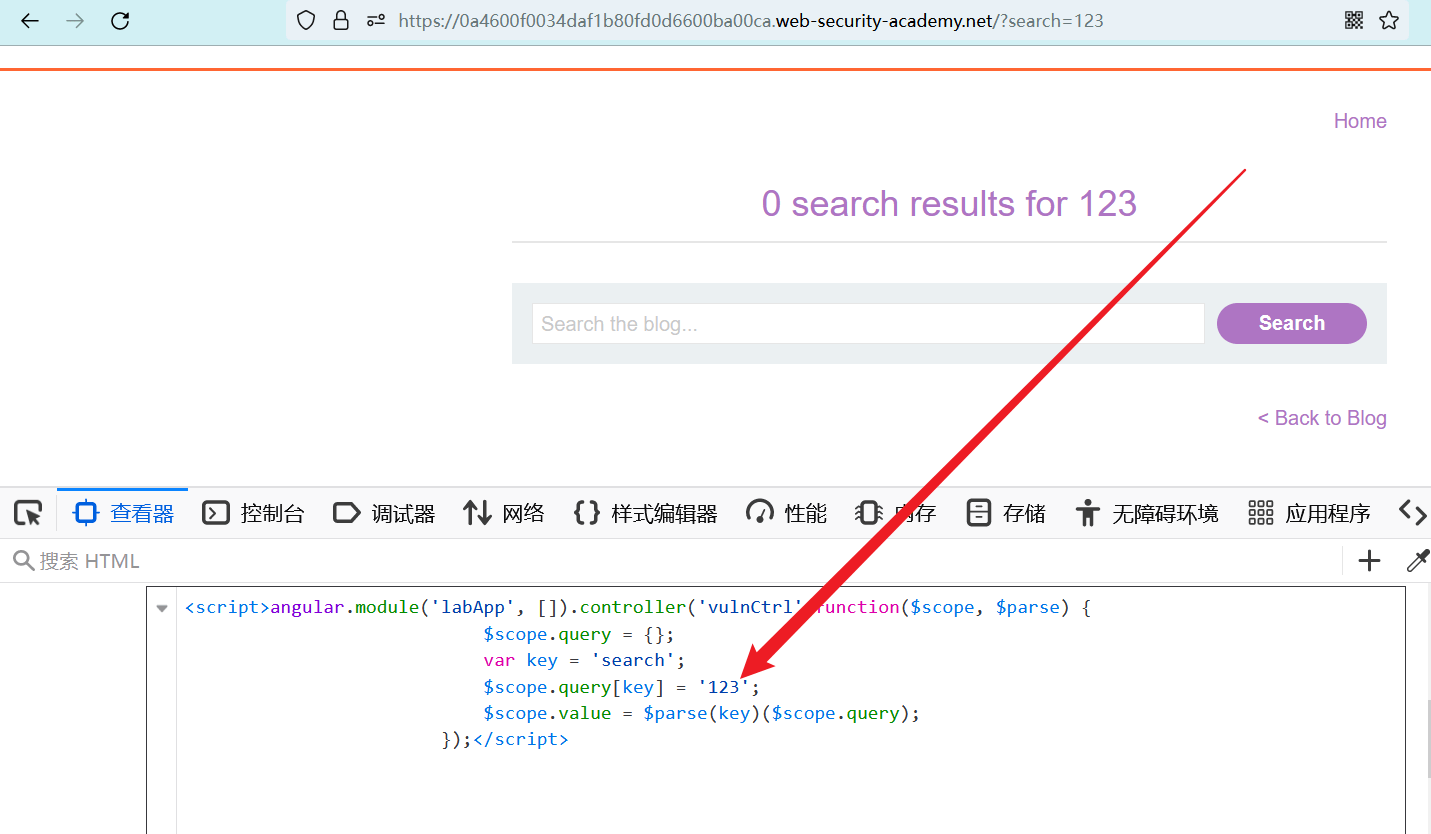 https://0a4600f0034daf1b80fd0d6600ba00ca.web-security-academy.net/?search=123
Home
0 search results for 123
Search the blog...
Search
< Back to Blog
查看器 控制台 调试器 网络 样式编辑器 性能 内存 存储 无障碍环境 应用程序
搜索 HTML
<script>angular.module('labApp', []).controller('vulnCtrl',function($scope, $parse) {
$scope.query = {};
var key = 'search';
$scope.query[key] = '123';
$scope.value = $parse(key)($scope.query);
});</script>